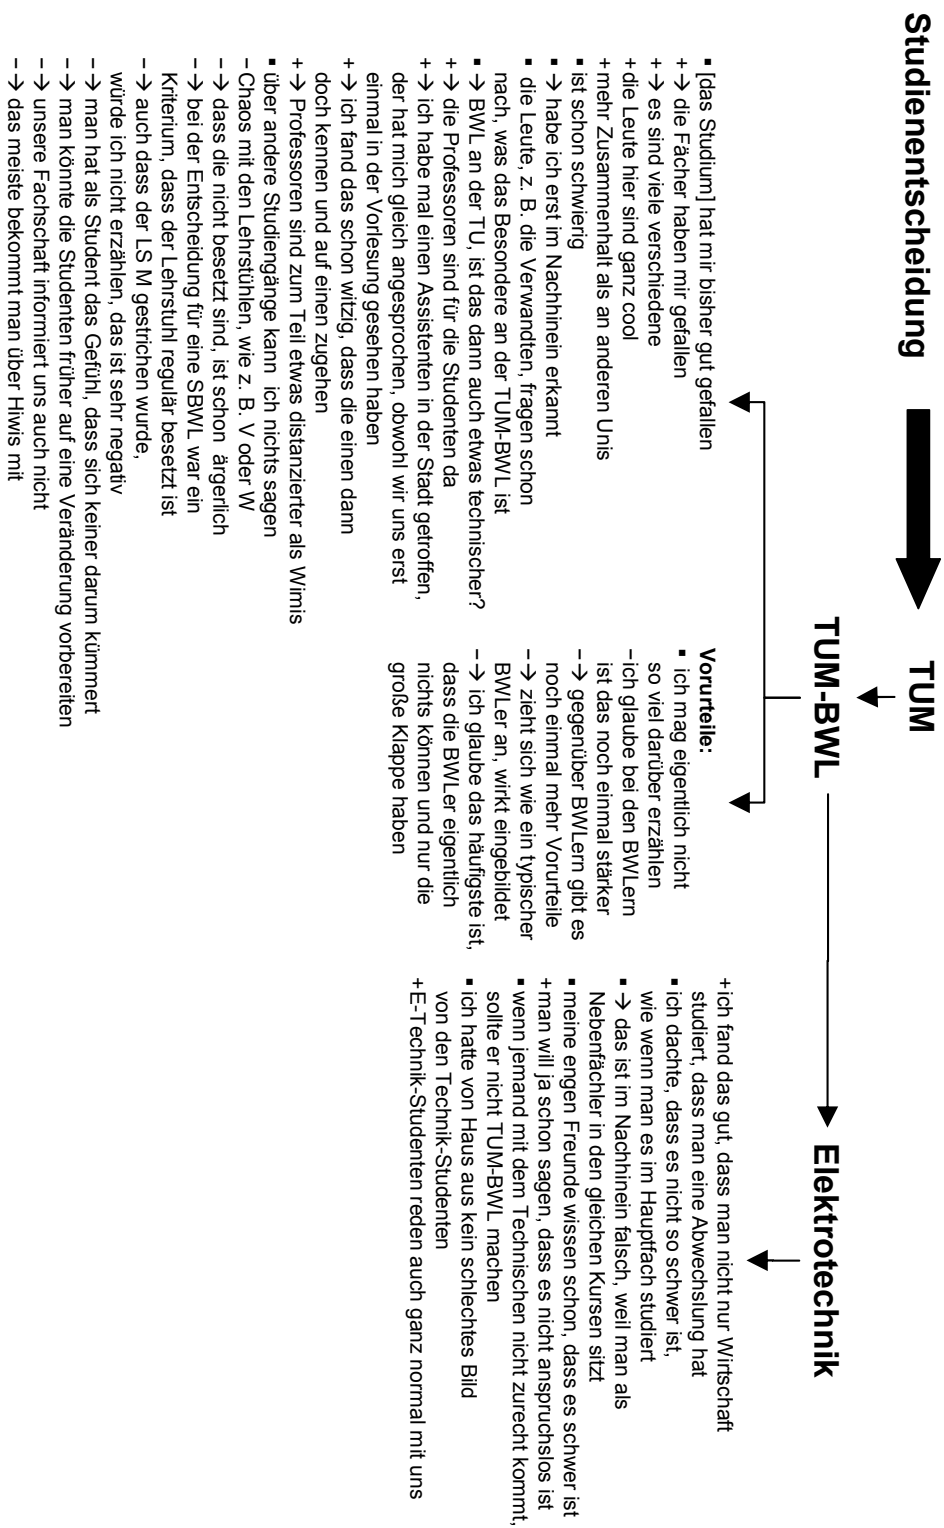 Studienentscheidung
TUM
TUM-BWL
Elektrotechnik
▪ [das Studium] hat mir bisher gut gefallen
+ → die Fächer haben mir gefallen
+ → es sind viele verschiedene
+ die Leute hier sind ganz cool
+ mehr Zusammenhalt als an anderen Unis
▪ ist schon schwierig
▪ → habe ich erst im Nachhinein erkannt
▪ die Leute, z. B. die Verwandten, fragen schon
nach, was das Besondere an der TUM-BWL ist
▪ → BWL an der TU, ist das dann auch etwas technischer?
+ → die Professoren sind für die Studenten da
+ → ich habe mal einen Assistenten in der Stadt getroffen,
der hat mich gleich angesprochen, obwohl wir uns erst
einmal in der Vorlesung gesehen haben
+ → ich fand das schon witzig, dass die einen dann
doch kennen und auf einen zugehen
+ → Professoren sind zum Teil etwas distanzierter als Wimis
▪ über andere Studiengänge kann ich nichts sagen
– Chaos mit den Lehrstühlen, wie z. B. V oder W
– → dass die nicht besetzt sind, ist schon ärgerlich
– → bei der Entscheidung für eine SBWL war ein
Kriterium, dass der Lehrstuhl regulär besetzt ist
– → auch dass der LS M gestrichen wurde,
würde ich nicht erzählen, das ist sehr negativ
– → man hat als Student das Gefühl, dass sich keiner darum kümmert
– → man könnte die Studenten früher auf eine Veränderung vorbereiten
– → unsere Fachschaft informiert uns auch nicht
– → das meiste bekommt man über Hiwis mit
Vorurteile:
▪ ich mag eigentlich nicht
so viel darüber erzählen
– ich glaube bei den BWLern
ist das noch einmal stärker
– → gegenüber BWLern gibt es
noch einmal mehr Vorurteile
– → zieht sich wie ein typischer
BWLer an, wirkt eingebildet
– → ich glaube das häufigste ist,
dass die BWLer eigentlich
nichts können und nur die
große Klappe haben
+ ich fand das gut, dass man nicht nur Wirtschaft
studiert, dass man eine Abwechslung hat
▪ ich dachte, dass es nicht so schwer ist,
wie wenn man es im Hauptfach studiert
▪ → das ist im Nachhinein falsch, weil man als
Nebenfächler in den gleichen Kursen sitzt
▪ meine engen Freunde wissen schon, dass es schwer ist
+ man will ja schon sagen, dass es nicht anspruchslos ist
▪ wenn jemand mit dem Technischen nicht zurecht kommt,
sollte er nicht TUM-BWL machen
▪ ich hatte von Haus aus kein schlechtes Bild
von den Technik-Studenten
+ E-Technik-Studenten reden auch ganz normal mit uns